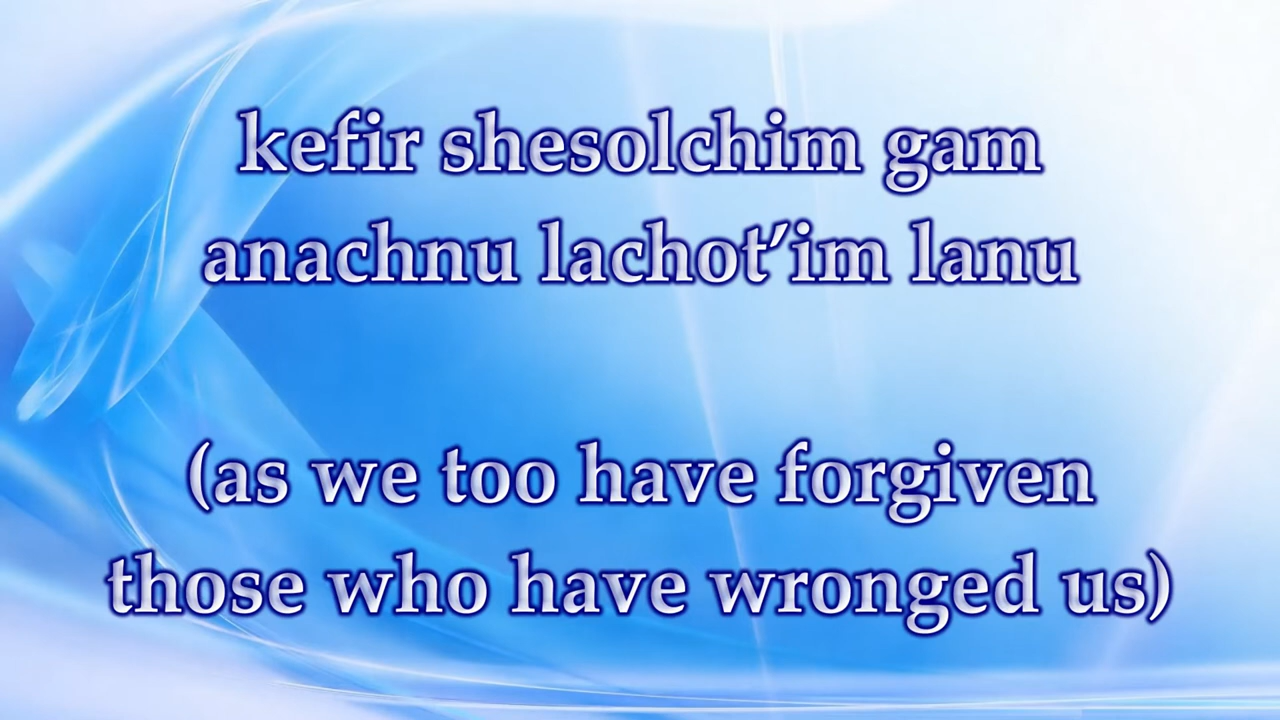 kefir shesolchim gam
anachnu lachot’im lanu
(as we too have forgiven
those who have wronged us)